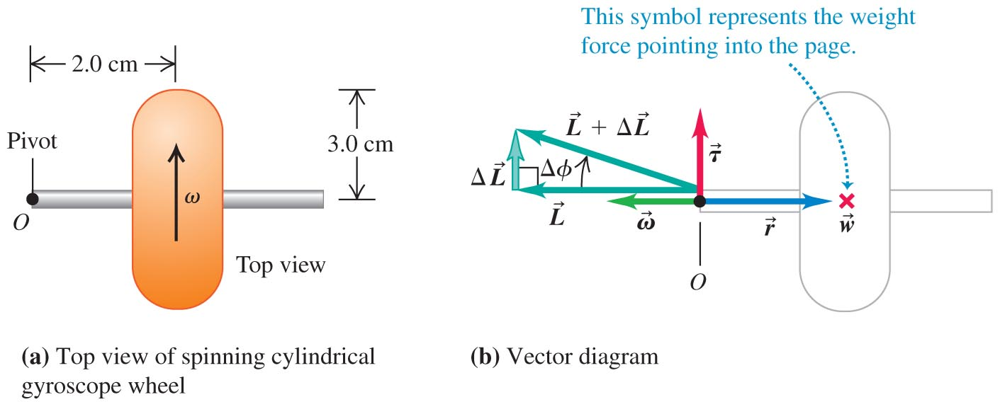 This symbol represents the weight
force pointing into the page.
2.0 cm
Pivot
3.0 cm
ω
O
Top view
L⃗ + ΔL⃗
τ⃗
ΔL⃗
Δϕ
L⃗
ω⃗
r⃗
w⃗
O
(a) Top view of spinning cylindrical
gyroscope wheel
(b) Vector diagram